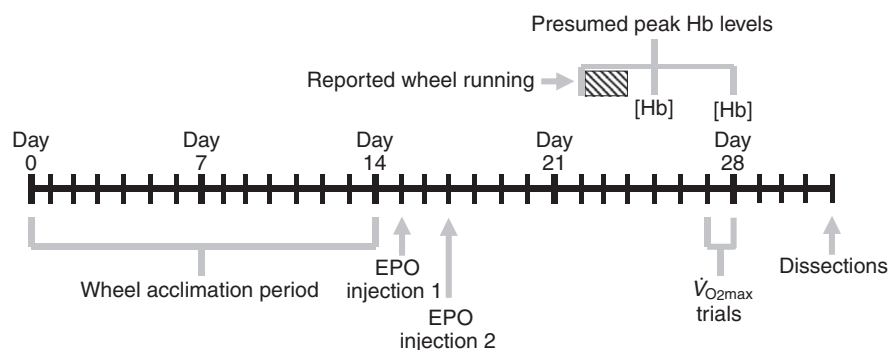 Presumed peak Hb levels
Reported wheel running
[Hb] [Hb]
Day Day Day Day Day
0 7 14 21 28
Wheel acclimation period
EPO
injection 1
EPO
injection 2
V̇O2max
trials
Dissections